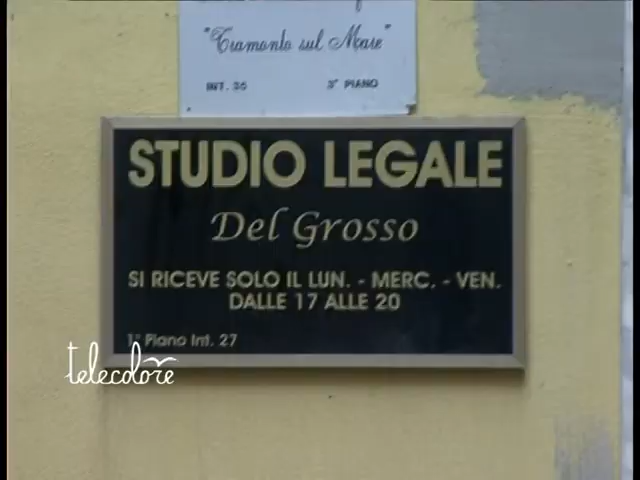 "Tramonto sul Mare"
INT. 35 3° PIANO
STUDIO LEGALE
Del Grosso
SI RICEVE SOLO IL LUN. - MERC. - VEN.
DALLE 17 ALLE 20
1° Piano Int. 27
telecolore